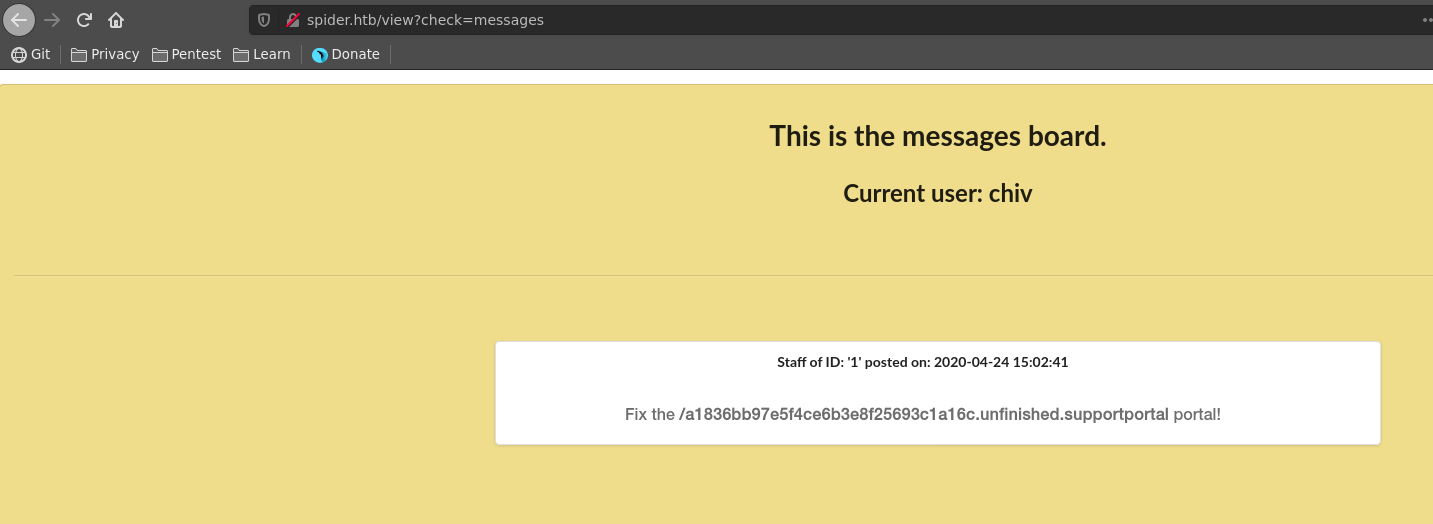 spider.htb/view?check=messages
Git Privacy Pentest Learn Donate
This is the messages board.
Current user: chiv
Staff of ID: '1' posted on: 2020-04-24 15:02:41
Fix the /a1836bb97e5f4ce6b3e8f25693c1a16c.unfinished.supportportal portal!